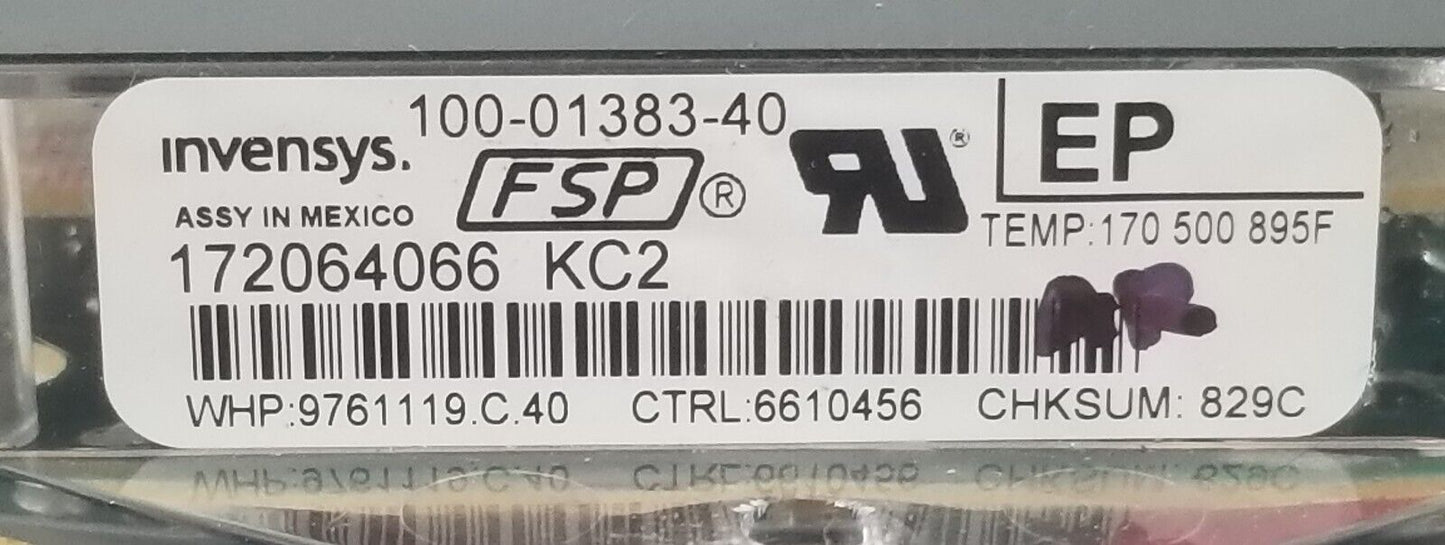 100-01383-40
invensys.
FSP®
RU®
EP
ASSY IN MEXICO
TEMP:170 500 895F
172064066 KC2
WHP:9761119.C.40 CTRL:6610456 CHKSUM: 829C